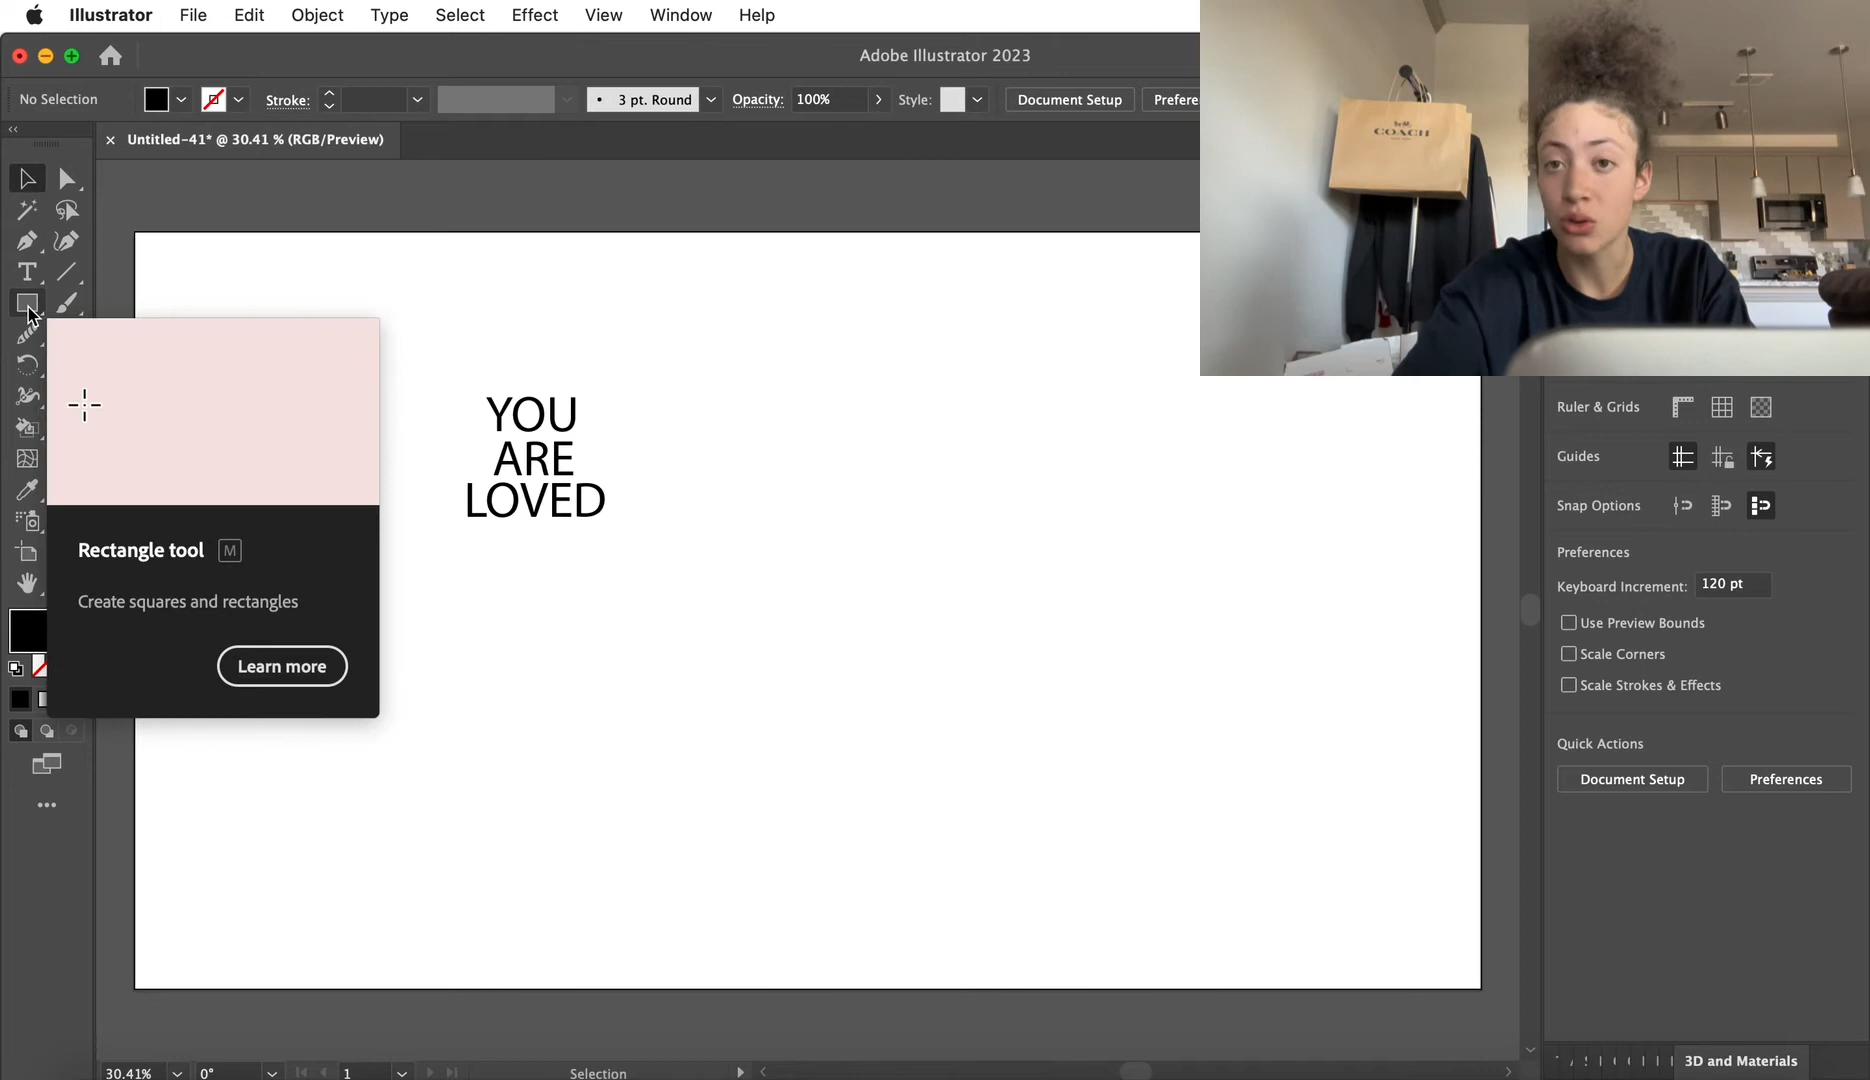 Illustrator File Edit Object Type Select Effect View Window Help
Adobe Illustrator 2023
No Selection Stroke: 3 pt. Round Opacity: 100% Style: Document Setup Prefere
Untitled-41* @ 30.41 % (RGB/Preview)
COACH
YOU
ARE
LOVED
Rectangle tool M
Create squares and rectangles
Learn more
Ruler & Grids
Guides
Snap Options
Preferences
Keyboard Increment: 120 pt
Use Preview Bounds
Scale Corners
Scale Strokes & Effects
Quick Actions
Document Setup Preferences
3D and Materials
30.41% 0° 1 Selection